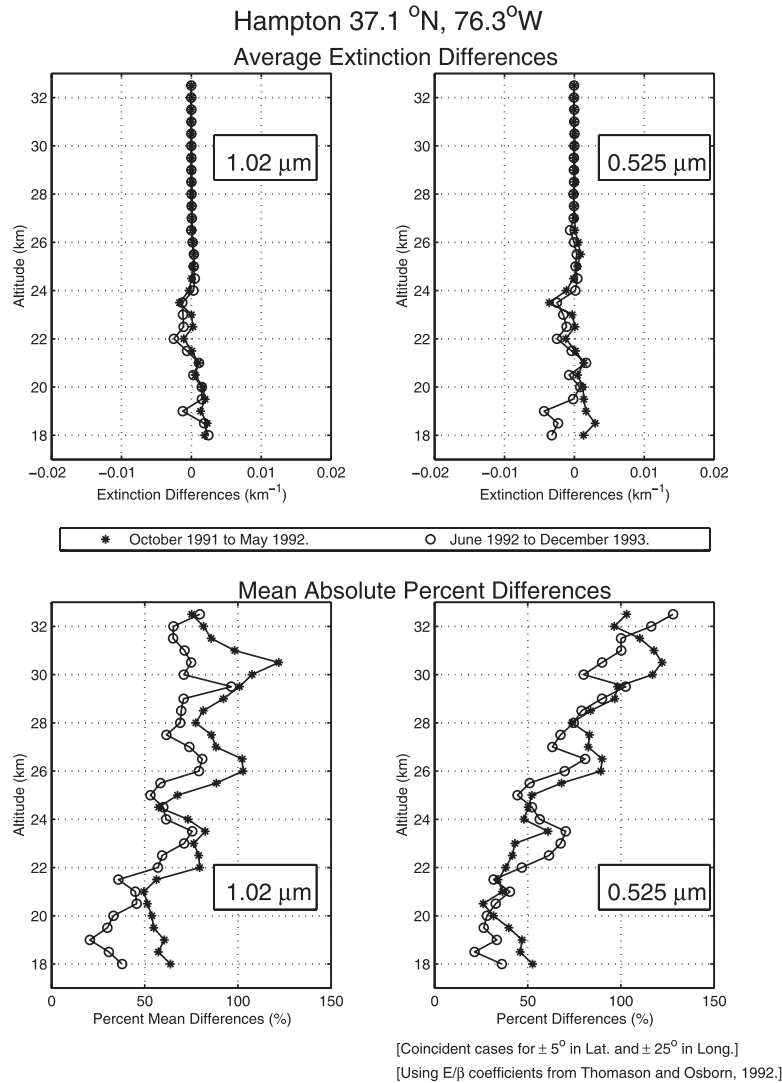 Hampton 37.1 °N, 76.3°W
Average Extinction Differences
32
30
28
26
24
22
20
18
Altitude (km)
1.02 μm
−0.02 −0.01 0 0.01 0.02
Extinction Differences (km⁻¹)
32
30
28
26
24
22
20
18
Altitude (km)
0.525 μm
−0.02 −0.01 0 0.01 0.02
Extinction Differences (km⁻¹)
October 1991 to May 1992. June 1992 to December 1993.
Mean Absolute Percent Differences
32
30
28
26
24
22
20
18
Altitude (km)
1.02 μm
0 50 100 150
Percent Mean Differences (%)
32
30
28
26
24
22
20
18
Altitude (km)
0.525 μm
0 50 100 150
Percent Differences (%)
[Coincident cases for ± 5° in Lat. and ± 25° in Long.]
[Using E/β coefficients from Thomason and Osborn, 1992.]